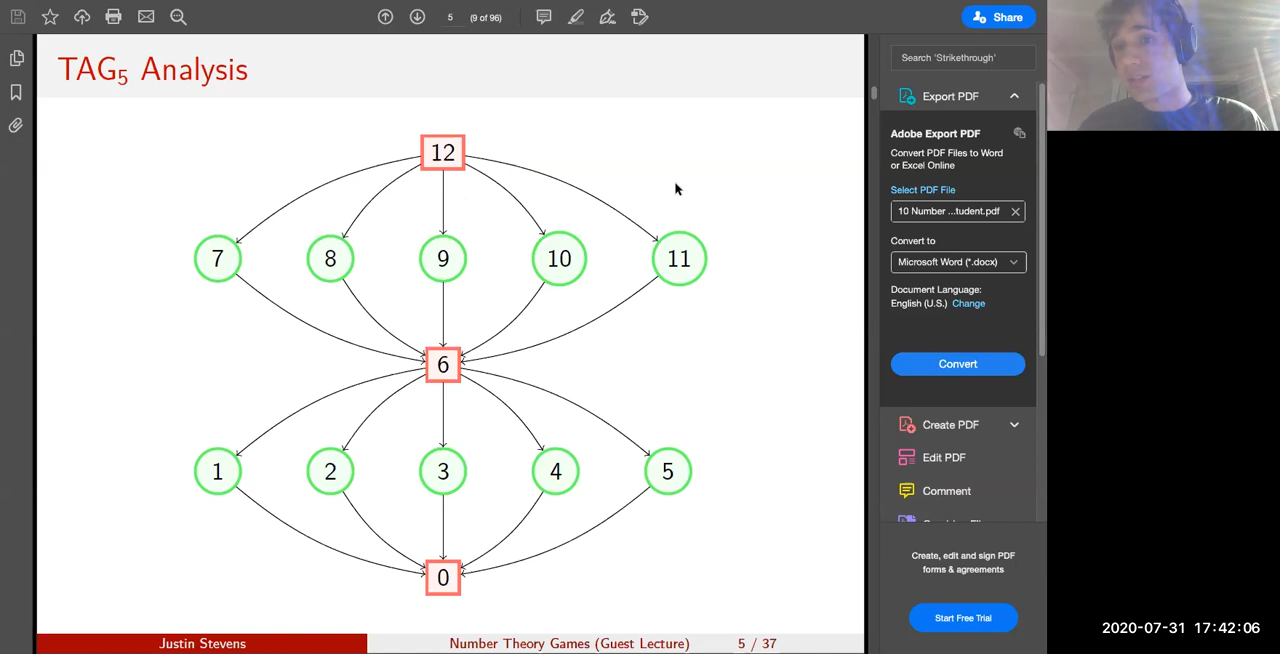 5 (9 of 96)
Share
TAG5 Analysis
Search 'Strikethrough'
Export PDF
Adobe Export PDF
Convert PDF Files to Word
or Excel Online
Select PDF File
10 Number ...tudent.pdf
Convert to
Microsoft Word (*.docx)
Document Language:
English (U.S.) Change
Convert
Create PDF
Edit PDF
Comment
Create, edit and sign PDF
forms & agreements
Start Free Trial
12
7 8 9 10 11
6
1 2 3 4 5
0
Justin Stevens Number Theory Games (Guest Lecture) 5 / 37
2020-07-31 17:42:06